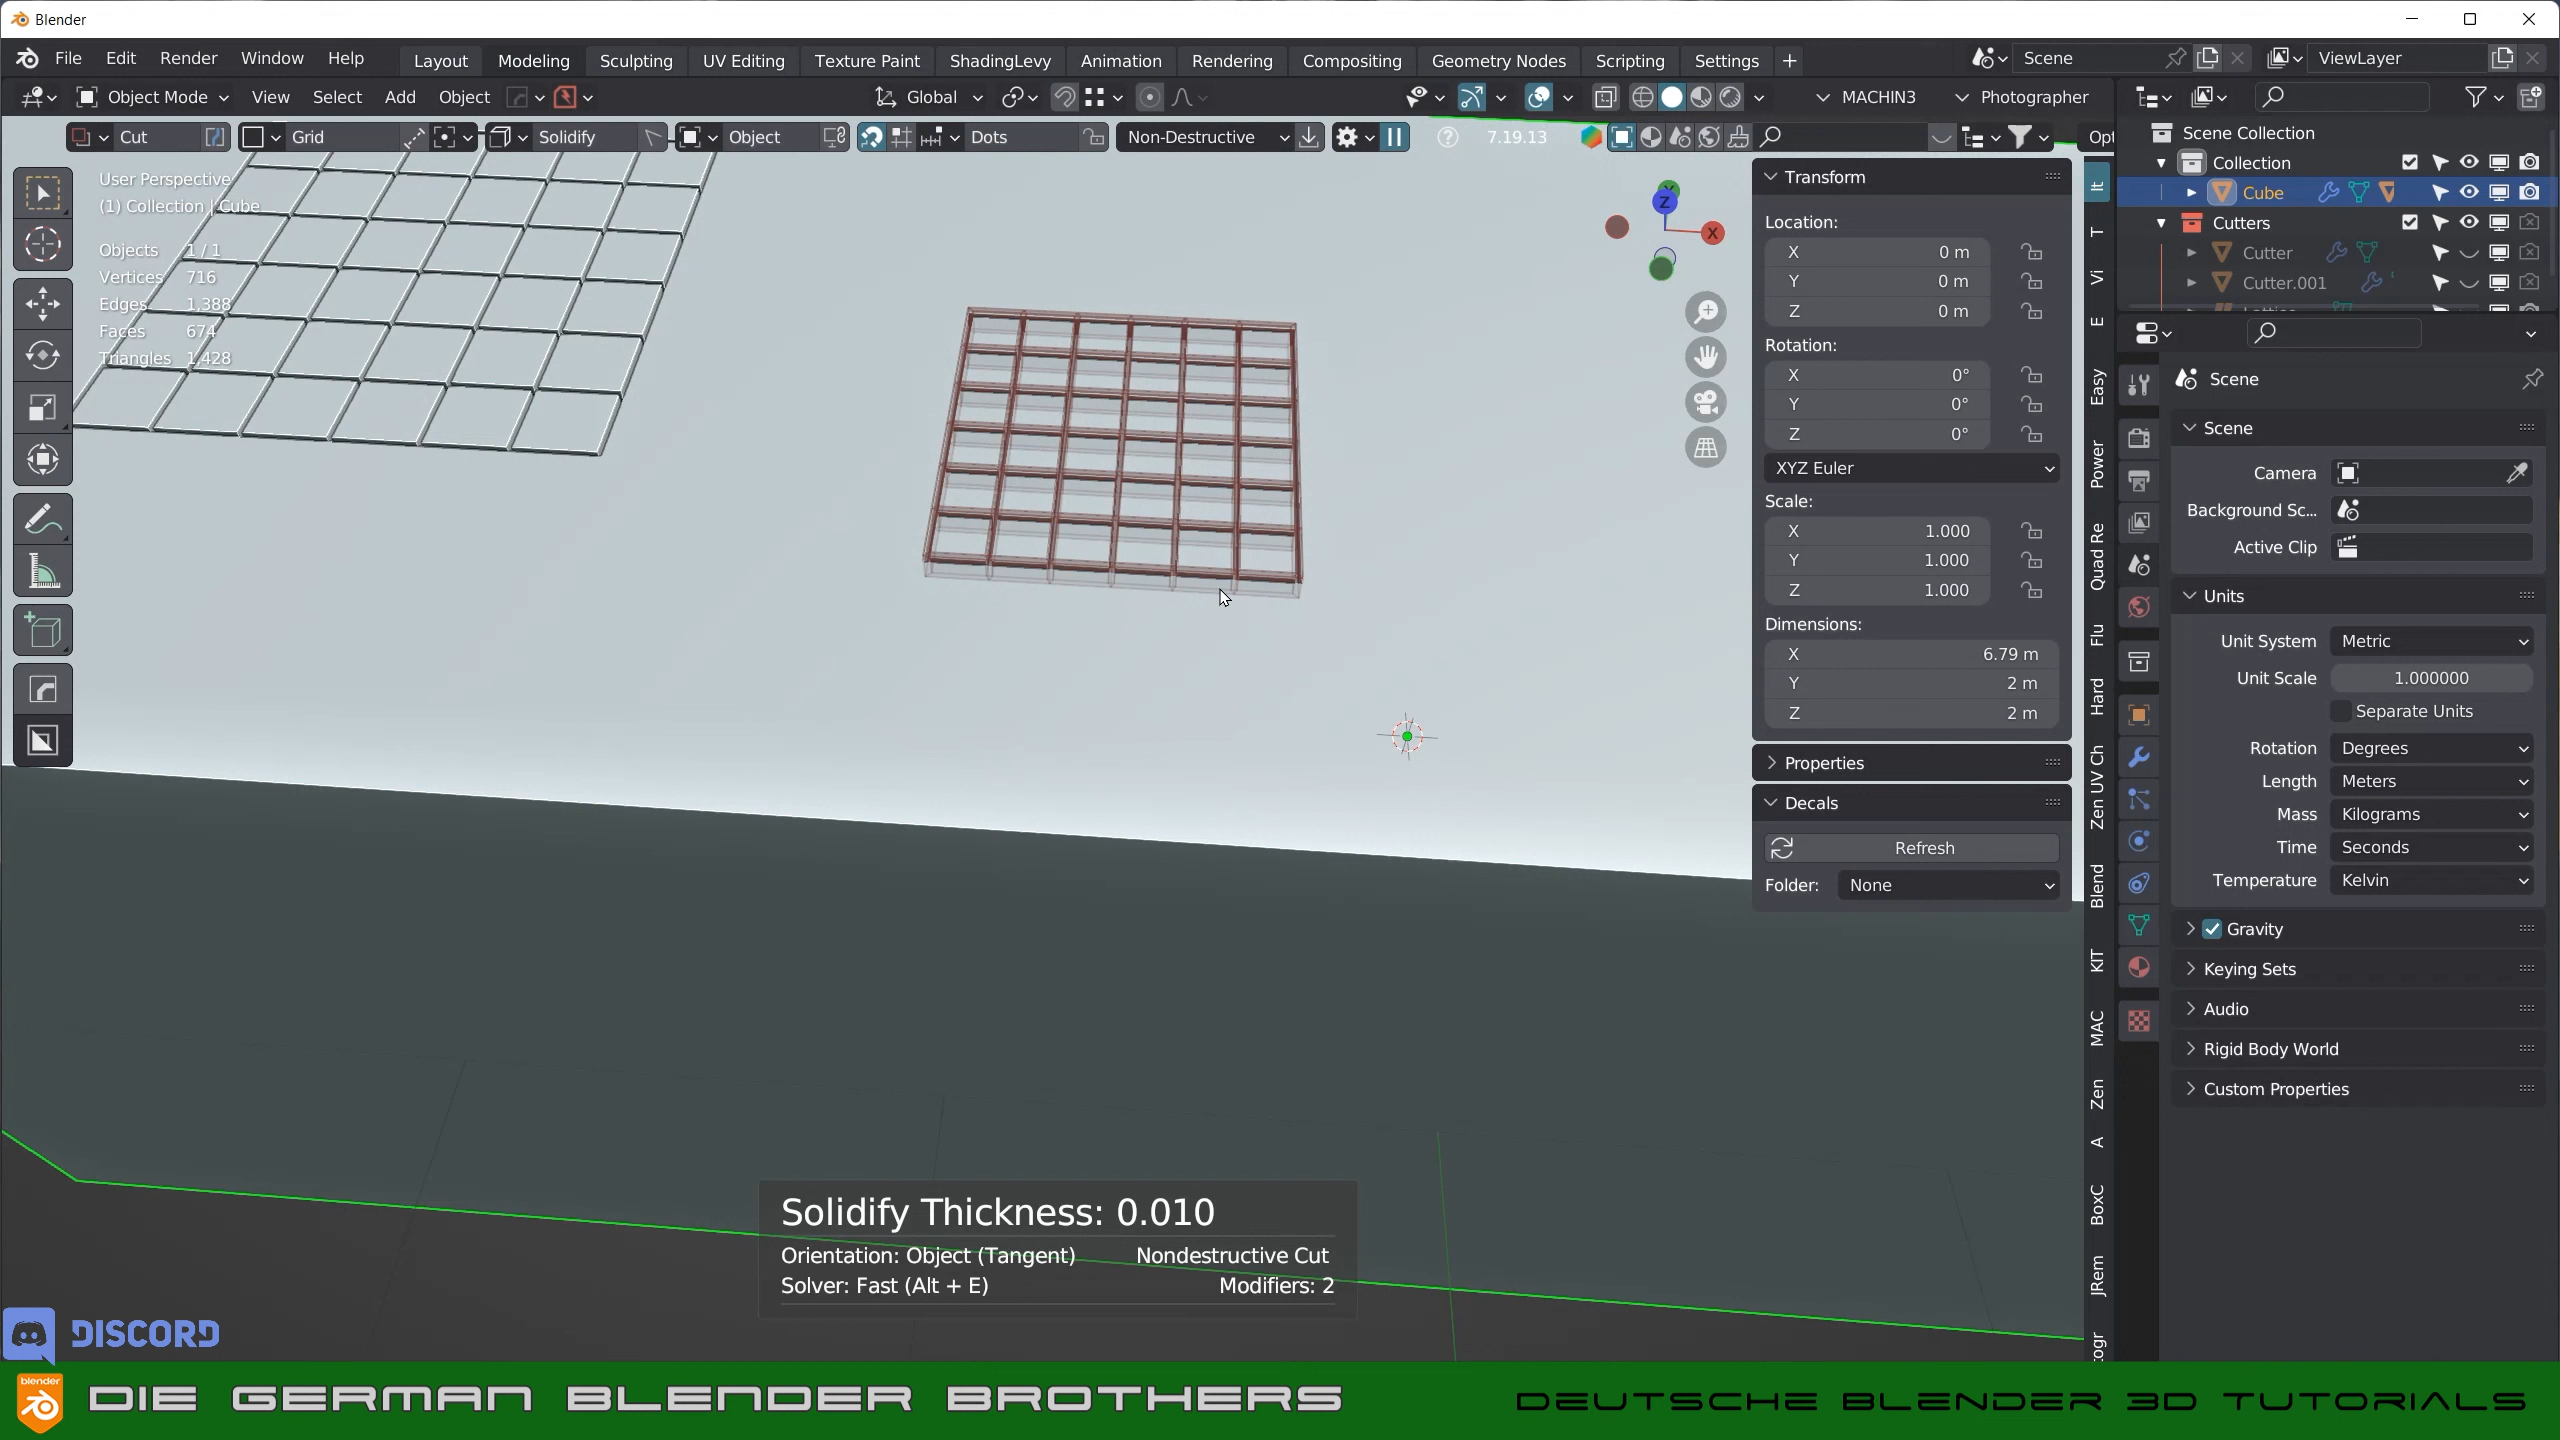 Blender
File Edit Render Window Help Layout Modeling Sculpting UV Editing Texture Paint ShadingLevy Animation Rendering Compositing Geometry Nodes Scripting Settings + Scene ViewLayer
Object Mode View Select Add Object Global MACHIN3 Photographer
Cut Grid Solidify Object Dots Non-Destructive 7.19.13 Opt
User Perspective
(1) Collection | Cube
Objects 1 / 1
Vertices 716
Edges 1,388
Faces 674
Triangles 1,428
Z
X
Transform
Location:
X 0 m
Y 0 m
Z 0 m
Rotation:
X 0°
Y 0°
Z 0°
XYZ Euler
Scale:
X 1.000
Y 1.000
Z 1.000
Dimensions:
X 6.79 m
Y 2 m
Z 2 m
Properties
Decals
Refresh
Folder: None
It
T
Vi
E
Easy
Power
Quad Re
Flu
Hard
Zen UV Ch
Blend
KIT
MAC
Zen
A
BoxC
JRem
ogr
Scene Collection
Collection
Cube
Cutters
Cutter
Cutter.001
Scene
Scene
Camera
Background Sc...
Active Clip
Units
Unit System Metric
Unit Scale 1.000000
Separate Units
Rotation Degrees
Length Meters
Mass Kilograms
Time Seconds
Temperature Kelvin
Gravity
Keying Sets
Audio
Rigid Body World
Custom Properties
Solidify Thickness: 0.010
Orientation: Object (Tangent) Nondestructive Cut
Solver: Fast (Alt + E) Modifiers: 2
DISCORD
blender
DIE GERMAN BLENDER BROTHERS DEUTSCHE BLENDER 3D TUTORIALS